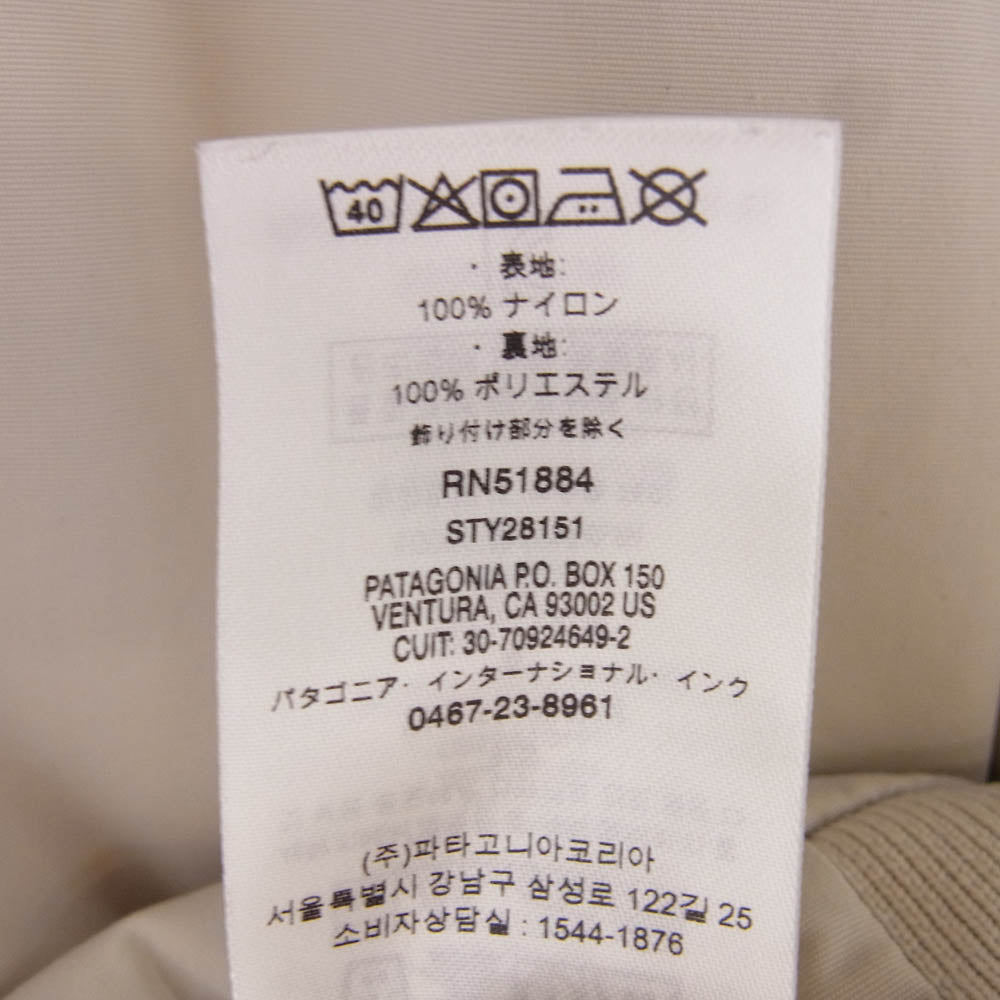 40
・表地:
100% ナイロン
・裏地:
100% ポリエステル
飾り付け部分を除く
RN51884
STY28151
PATAGONIA P.O. BOX 150
VENTURA, CA 93002 US
CUIT: 30-70924649-2
パタゴニア・インターナショナル・インク
0467-23-8961
(주)파타고니아코리아
서울특별시 강남구 삼성로 122길 25
소비자상담실 : 1544-1876